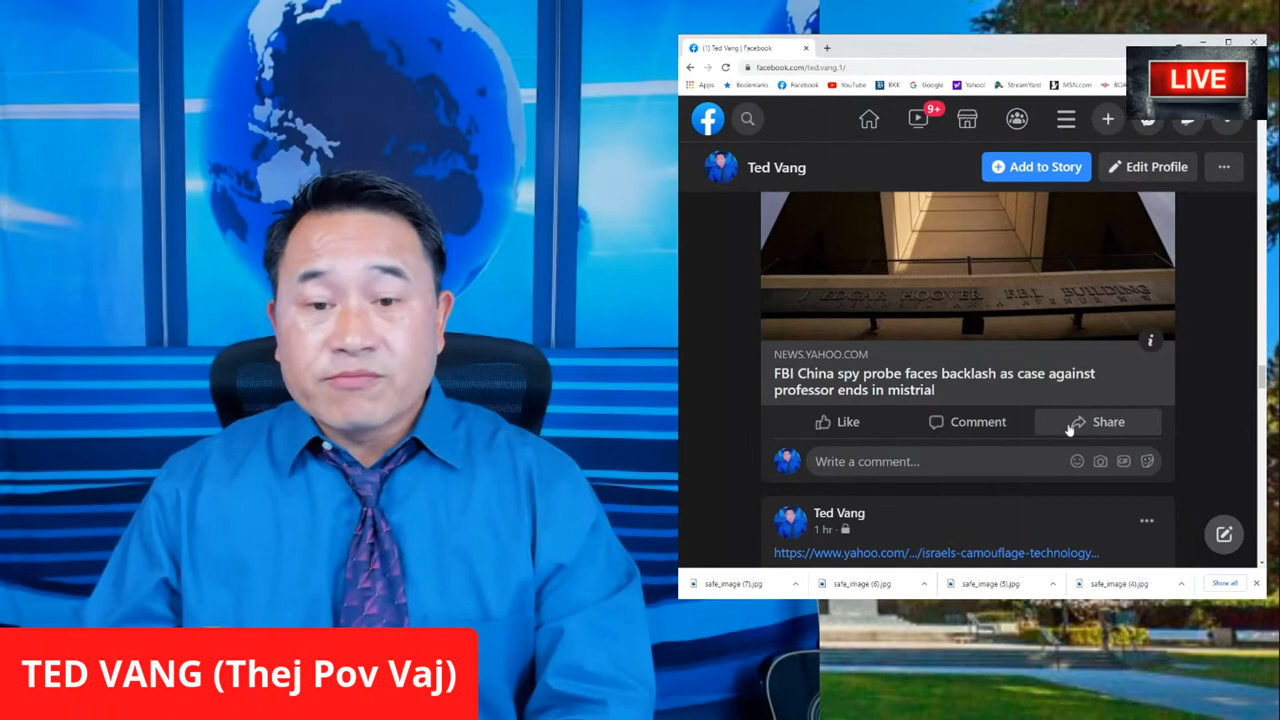 (1) Ted Vang | Facebook
facebook.com/ted.vang.1/
Apps
Bookmarks
Facebook
YouTube
BKK
Google
Yahoo!
StreamYard
MSN.com
LIVE
9+
Ted Vang
Add to Story
Edit Profile
J. EDGAR HOOVER F.B.I. BUILDING
NEWS.YAHOO.COM
FBI China spy probe faces backlash as case against
professor ends in mistrial
Like
Comment
Share
Write a comment...
GIF
Ted Vang
1 hr
https://www.yahoo.com/.../israels-camouflage-technology...
safe_image (7).jpg
safe_image (6).jpg
safe_image (5).jpg
safe_image (4).jpg
Show all
TED VANG (Thej Pov Vaj)